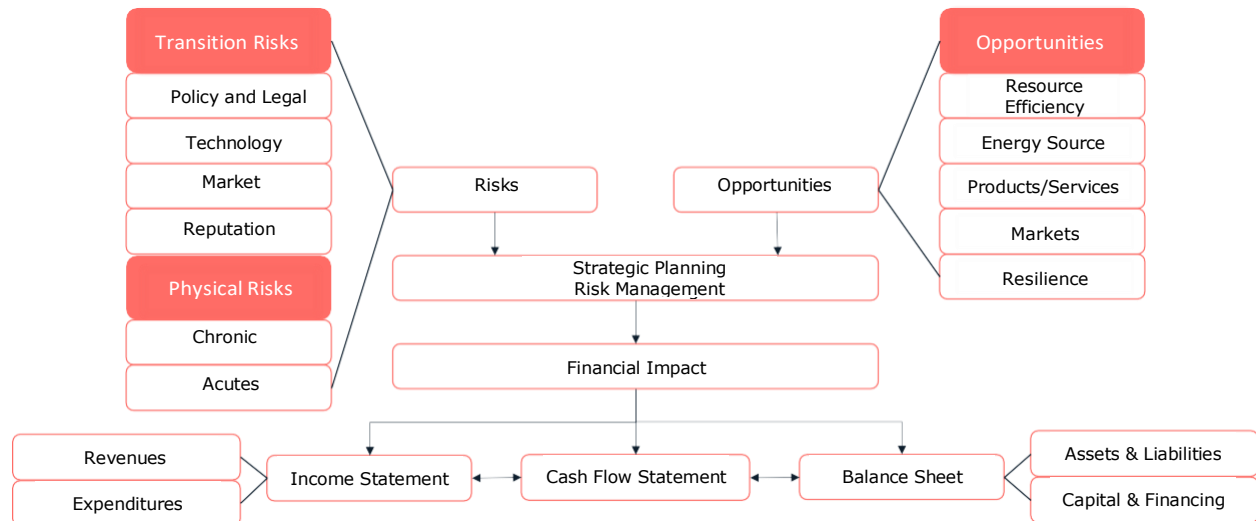 Transition Risks
Policy and Legal
Technology
Market
Reputation
Physical Risks
Chronic
Acutes
Risks
Opportunities
Opportunities
Resource
Efficiency
Energy Source
Products/Services
Markets
Resilience
Strategic Planning
Risk Management
Financial Impact
Revenues
Expenditures
Income Statement
Cash Flow Statement
Balance Sheet
Assets & Liabilities
Capital & Financing